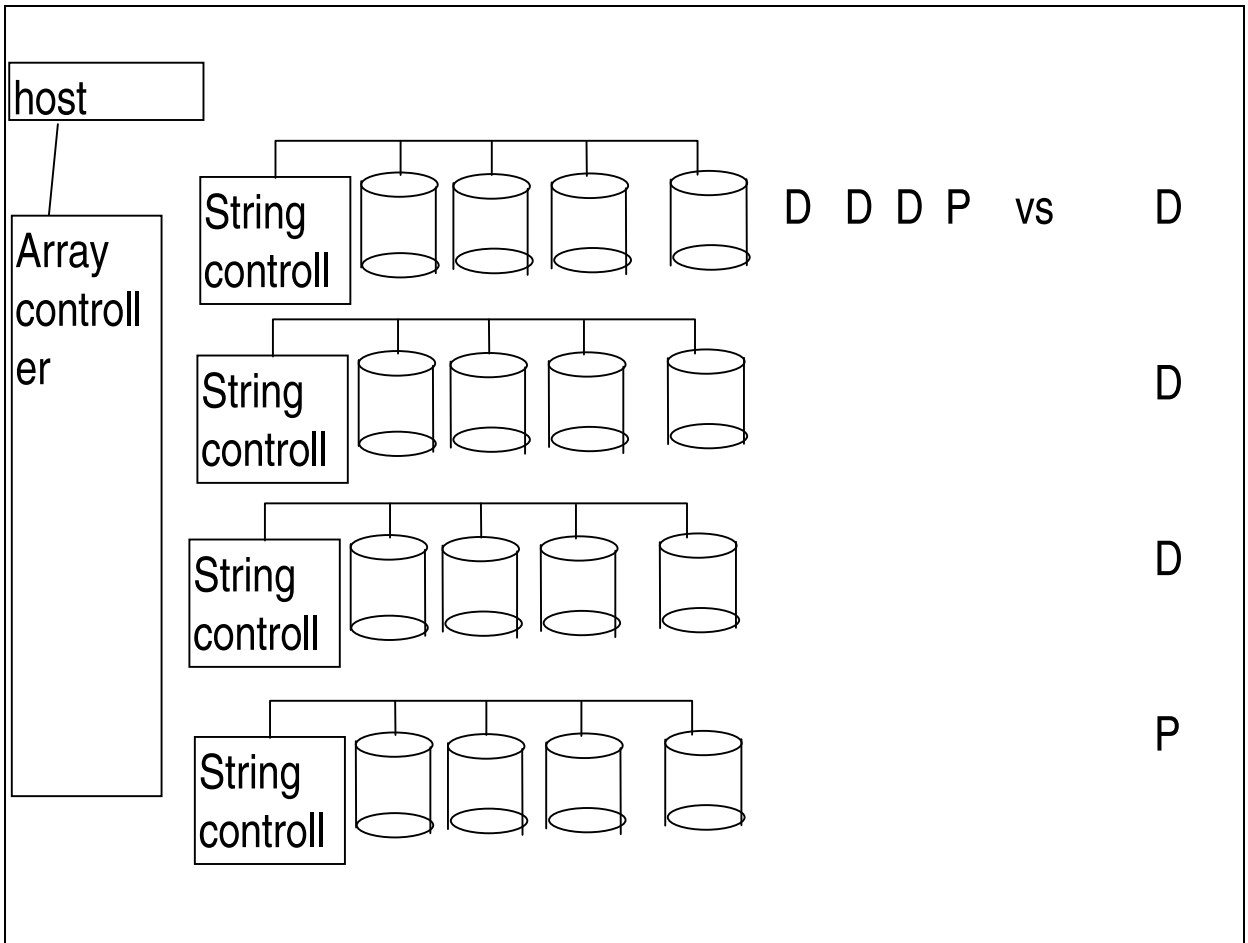 host
Array
controll
er
String
controll
D D D P vs D
String
controll
D
String
controll
D
String
controll
P